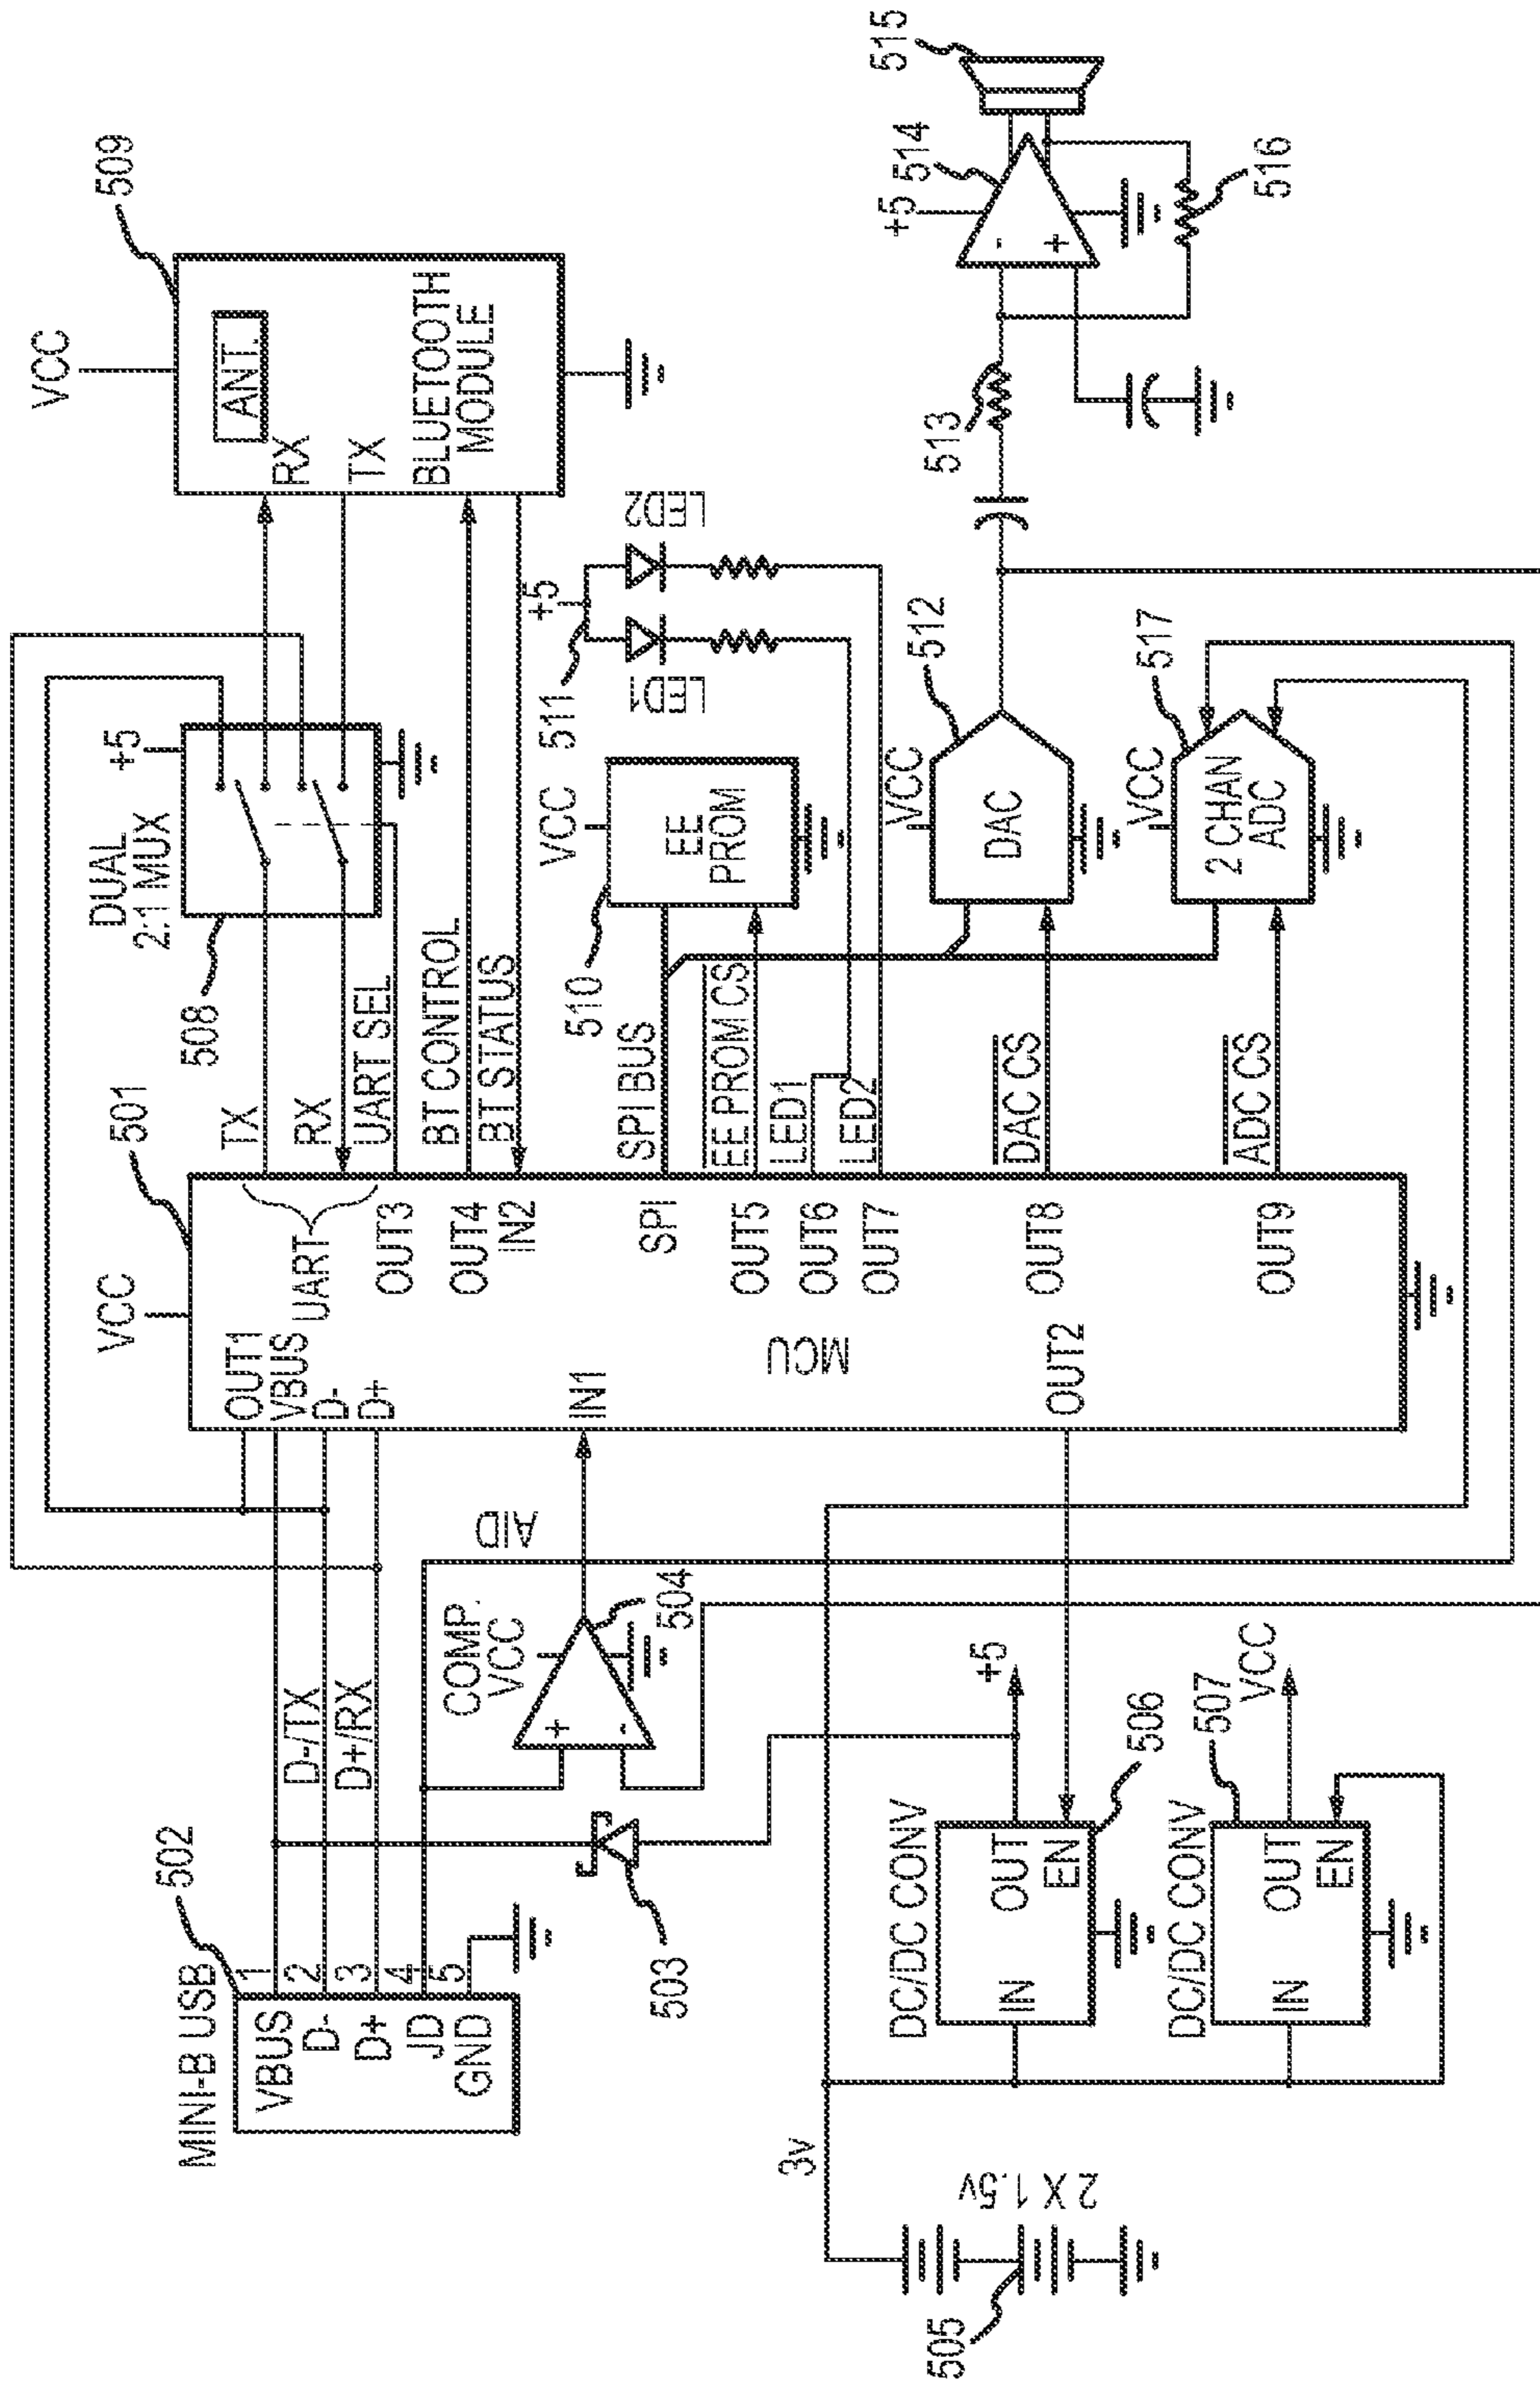 MINI-B USB
502
VBUS
1
D-
2
D+
3
JD
4
GND
5
D-/TX
D+/RX
503
COMP.
VCC
+
-
504
AID
3v
2 X 1.5v
505
DC/DC CONV
IN
OUT
EN
+5
506
DC/DC CONV
IN
OUT
EN
507
VCC
VCC
501
OUT1
VBUS
D-
D+
IN1
OUT2
MCU
UART
OUT3
OUT4
IN2
SPI
OUT5
OUT6
OUT7
OUT8
OUT9
TX
RX
UART SEL
BT CONTROL
BT STATUS
SPI BUS
EE PROM CS
LED1
LED2
DAC CS
ADC CS
DUAL
2:1 MUX
+5
508
VCC
509
ANT.
RX
TX
BLUETOOTH
MODULE
510
VCC
EE
PROM
511
+5
LED1
LED2
VCC
512
DAC
VCC
517
2 CHAN
ADC
513
+5
514
-
+
515
516